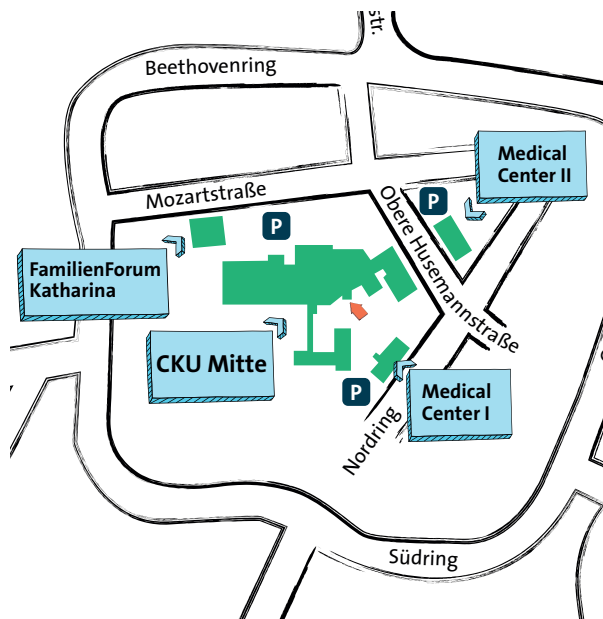 str.
Beethovenring
Medical
Center II
Mozartstraße
P
P
Obere Husemannstraße
FamilienForum
Katharina
CKU Mitte
P
Medical
Center I
Nordring
Südring